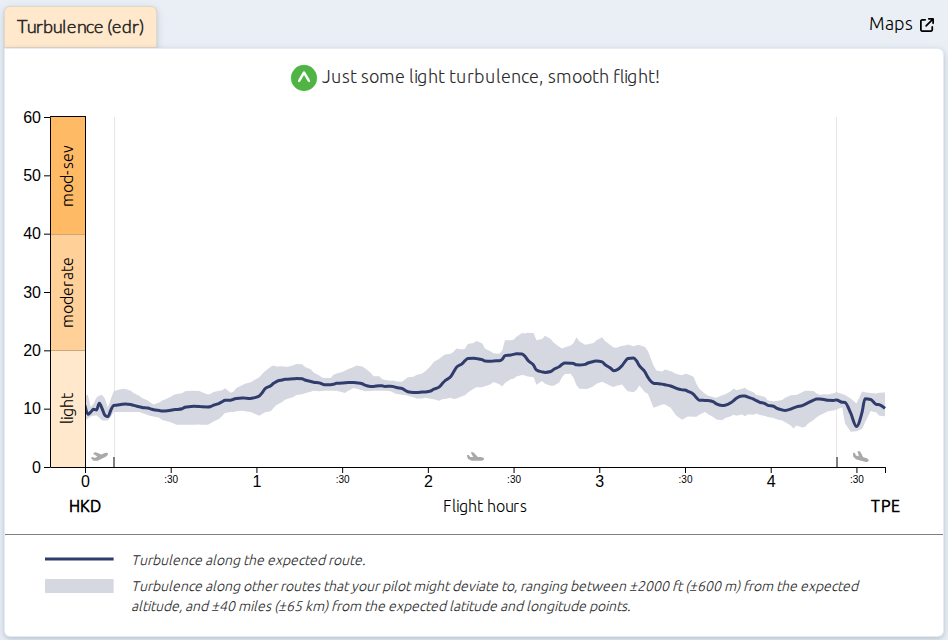 Turbulence (edr)
Maps
Just some light turbulence, smooth flight!
60
50
40
30
20
10
0
mod-sev
moderate
light
0 :30 1 :30 2 :30 3 :30 4 :30
HKD Flight hours TPE
Turbulence along the expected route.
Turbulence along other routes that your pilot might deviate to, ranging between ±2000 ft (±600 m) from the expected
altitude, and ±40 miles (±65 km) from the expected latitude and longitude points.